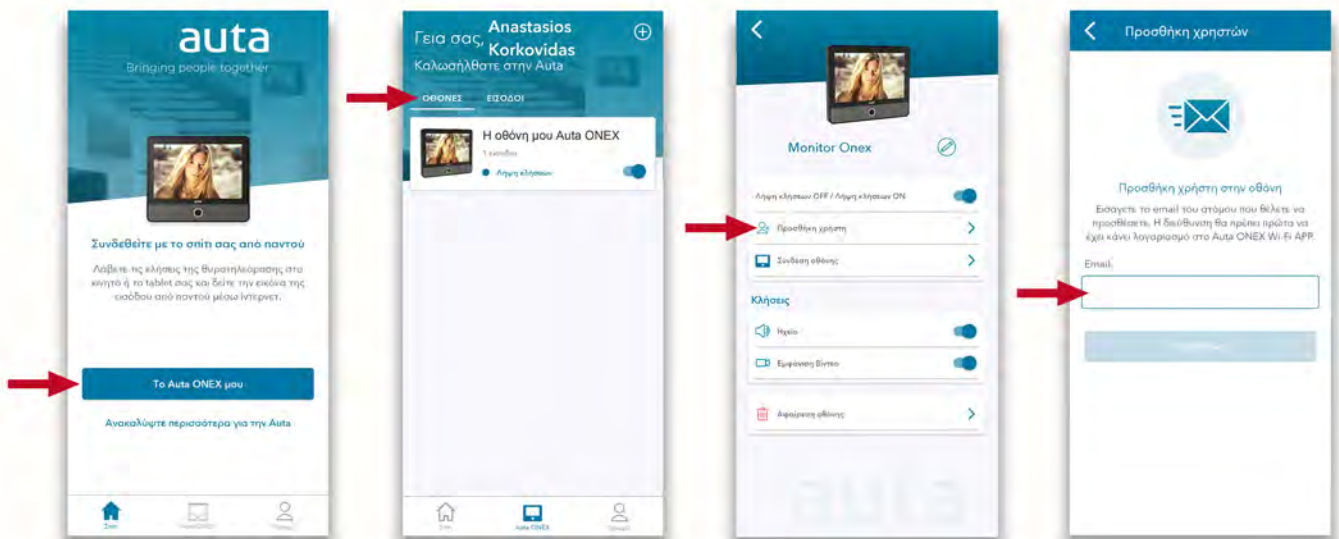 auta
Bringing people together
Συνδεθείτε με το σπίτι σας από παντού
Λάβετε τις κλήσεις της θυροτηλεόρασης στο
κινητό ή το tablet σας και δείτε την εικόνα της
εισόδου από παντού μέσω ίντερνετ.
Το Auta ONEX μου
Ανακαλύψτε περισσότερα για την Auta
Σπίτι
Γεια σας, Anastasios
Korkovidas
Καλωσήλθατε στην Auta
ΟΘΟΝΕΣ ΕΙΣΟΔΟΙ
Η οθόνη μου Auta ONEX
1 είσοδοι
Λήψη κλήσεων
Σπίτι
Auta ONEX
Monitor Onex
Λήψη κλήσεων OFF / Λήψη κλήσεων ON
Προσθήκη χρήστη
Σύνδεση οθόνης
Κλήσεις
Ηχείο
Εμφάνιση Βίντεο
Αφαίρεση οθόνης
Προσθήκη χρηστών
Προσθήκη χρήστη στην οθόνη
Εισάγετε το email του ατόμου που θέλετε να
προσθέσετε. Η διεύθυνση θα πρέπει πρώτα να
έχει κάνει λογαριασμό στο Auta ONEX Wi-Fi APP.
Email